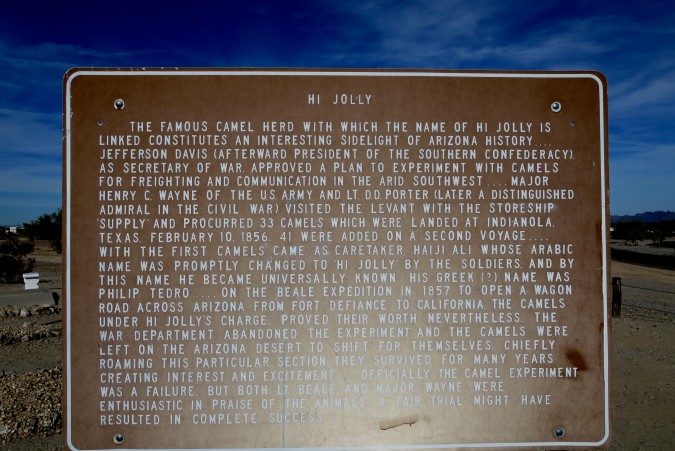 HI JOLLY
THE FAMOUS CAMEL HERD WITH WHICH THE NAME OF HI JOLLY IS
LINKED CONSTITUTES AN INTERESTING SIDELIGHT OF ARIZONA HISTORY....
JEFFERSON DAVIS (AFTERWARD PRESIDENT OF THE SOUTHERN CONFEDERACY),
AS SECRETARY OF WAR, APPROVED A PLAN TO EXPERIMENT WITH CAMELS
FOR FREIGHTING AND COMMUNICATION IN THE ARID SOUTHWEST....MAJOR
HENRY C. WAYNE OF THE U.S. ARMY AND LT. D.D. PORTER (LATER A DISTINGUISHED
ADMIRAL IN THE CIVIL WAR) VISITED THE LEVANT WITH THE STORESHIP
'SUPPLY' AND PROCURRED 33 CAMELS WHICH WERE LANDED AT INDIANOLA,
TEXAS, FEBRUARY 10, 1856. 41 WERE ADDED ON A SECOND VOYAGE....
WITH THE FIRST CAMELS CAME AS CARETAKER, HAIJI ALI WHOSE ARABIC
NAME WAS PROMPTLY CHANGED TO HI JOLLY BY THE SOLDIERS, AND BY
THIS NAME HE BECAME UNIVERSALLY KNOWN. HIS GREEK (?) NAME WAS
PHILIP TEDRO....ON THE BEALE EXPEDITION IN 1857 TO OPEN A WAGON
ROAD ACROSS ARIZONA FROM FORT DEFIANCE TO CALIFORNIA, THE CAMELS
UNDER HI JOLLY'S CHARGE, PROVED THEIR WORTH. NEVERTHELESS, THE
WAR DEPARTMENT ABANDONED THE EXPERIMENT AND THE CAMELS WERE
LEFT ON THE ARIZONA DESERT TO SHIFT FOR THEMSELVES. CHIEFLY
ROAMING THIS PARTICULAR SECTION THEY SURVIVED FOR MANY YEARS
CREATING INTEREST AND EXCITEMENT....OFFICIALLY, THE CAMEL EXPERIMENT
WAS A FAILURE, BUT BOTH LT. BEALE AND MAJOR WAYNE WERE
ENTHUSIASTIC IN PRAISE OF THE ANIMALS. A FAIR TRIAL MIGHT HAVE
RESULTED IN COMPLETE SUCCESS.